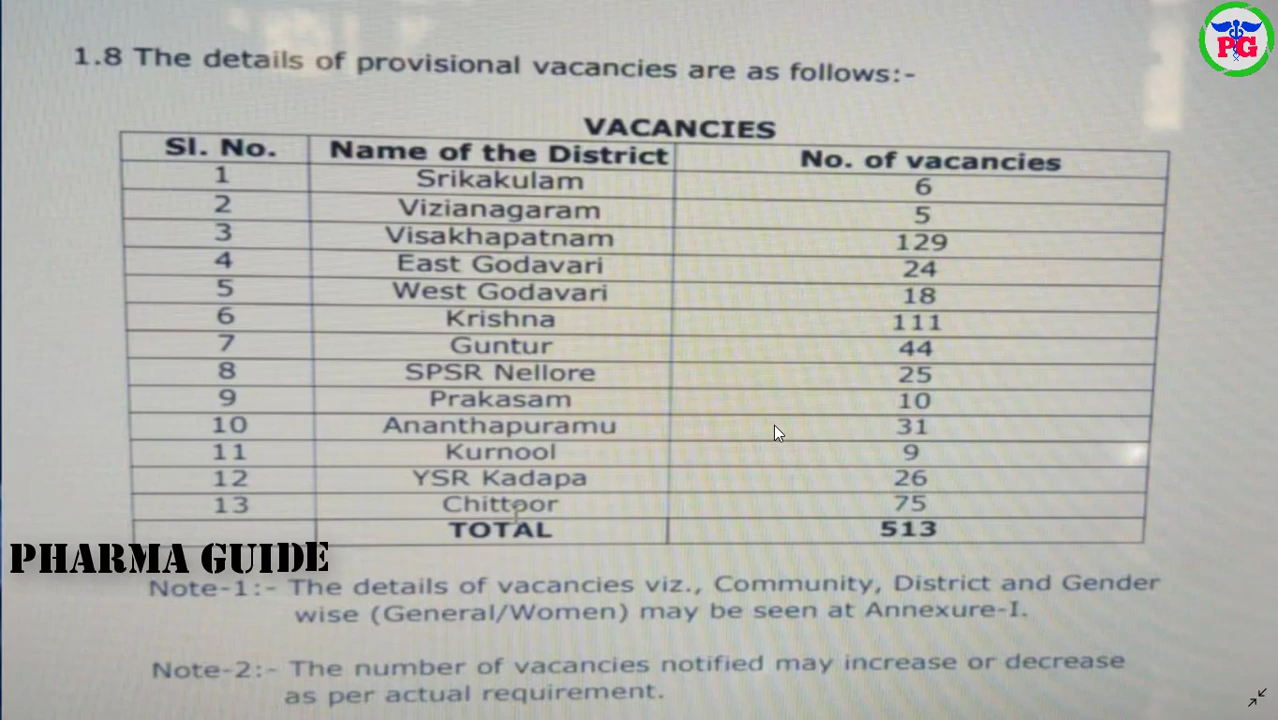 PG
1.8 The details of provisional vacancies are as follows:-
VACANCIES
Sl. No. Name of the District No. of vacancies
1 Srikakulam 6
2 Vizianagaram 5
3 Visakhapatnam 129
4 East Godavari 24
5 West Godavari 18
6 Krishna 111
7 Guntur 44
8 SPSR Nellore 25
9 Prakasam 10
10 Ananthapuramu 31
11 Kurnool 9
12 YSR Kadapa 26
13 Chittoor 75
TOTAL 513
PHARMA GUIDE
Note-1:- The details of vacancies viz., Community, District and Gender
wise (General/Women) may be seen at Annexure-I.
Note-2:- The number of vacancies notified may increase or decrease
as per actual requirement.